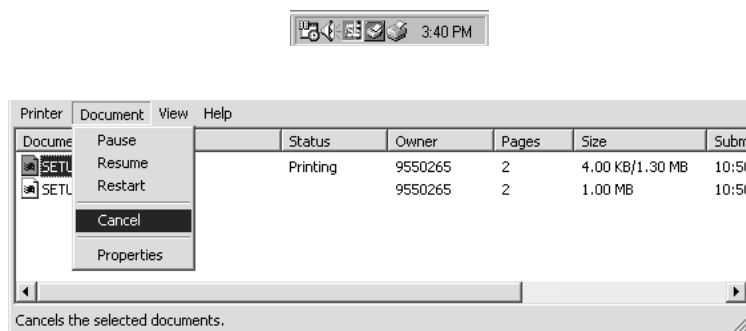 3:40 PM
Printer Document View Help
Docume Status Owner Pages Size Subm
SETU Printing 9550265 2 4.00 KB/1.30 MB 10:50
SETU 9550265 2 1.00 MB 10:50
Pause
Resume
Restart
Cancel
Properties
Cancels the selected documents.